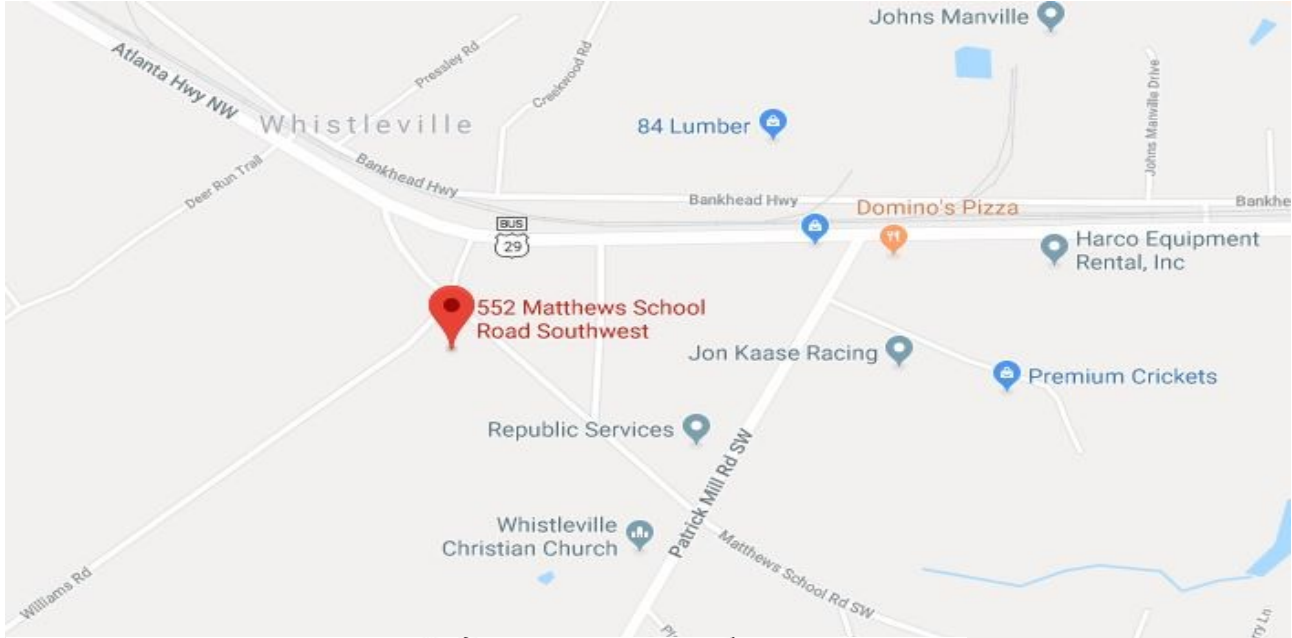 Johns Manville
Atlanta Hwy NW
Pressley Rd
Creekwood Rd
Johns Manville Drive
Whistleville
84 Lumber
Deer Run Trail
Bankhead Hwy
Bankhead Hwy
Bankhe
Domino's Pizza
BUS
29
Harco Equipment
Rental, Inc
552 Matthews School
Road Southwest
Jon Kaase Racing
Premium Crickets
Republic Services
Patrick Mill Rd SW
Whistleville
Christian Church
Matthews School Rd SW
Williams Rd
rry Ln